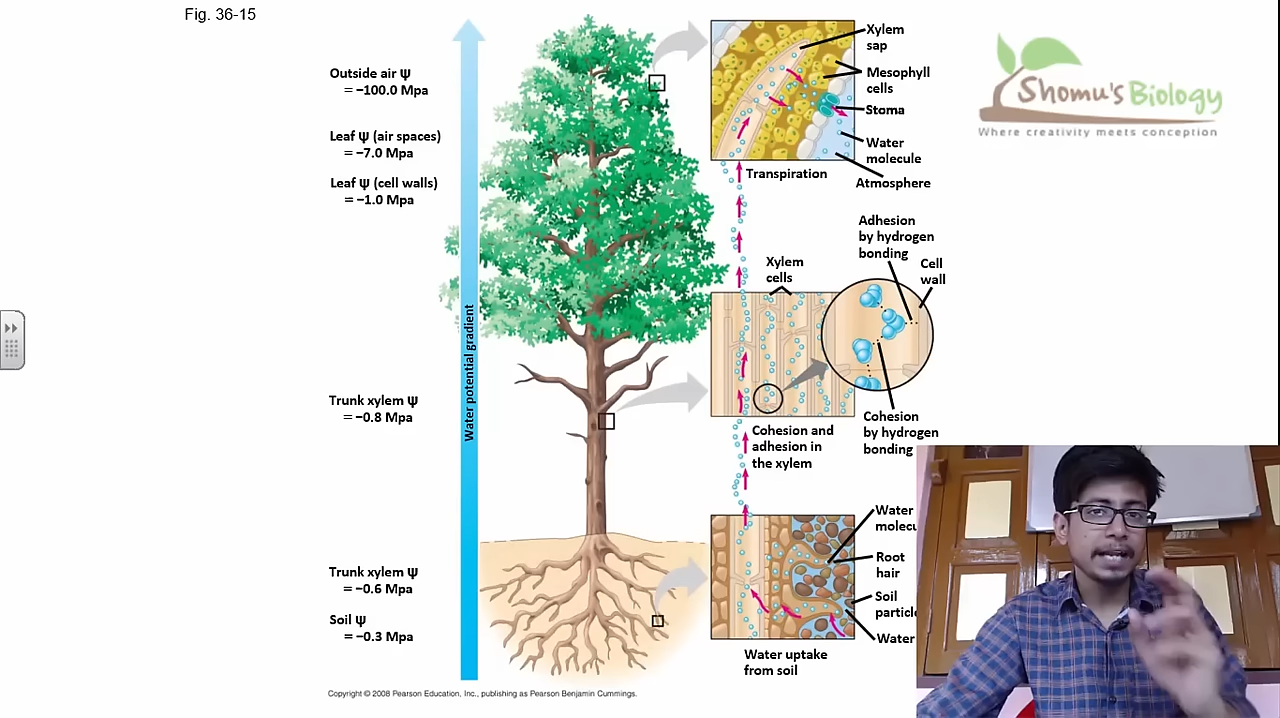 Fig. 36-15
Outside air Ψ
= −100.0 Mpa
Leaf Ψ (air spaces)
= −7.0 Mpa
Leaf Ψ (cell walls)
= −1.0 Mpa
Trunk xylem Ψ
= −0.8 Mpa
Trunk xylem Ψ
= −0.6 Mpa
Soil Ψ
= −0.3 Mpa
Water potential gradient
Xylem
sap
Mesophyll
cells
Stoma
Water
molecule
Atmosphere
Transpiration
Adhesion
by hydrogen
bonding
Cell
wall
Xylem
cells
Cohesion and
adhesion in
the xylem
Cohesion
by hydrogen
bonding
Water
molecu
Root
hair
Soil
particl
Water
Water uptake
from soil
Shomu's Biology
Where creativity meets conception
Copyright © 2008 Pearson Education, Inc., publishing as Pearson Benjamin Cummings.